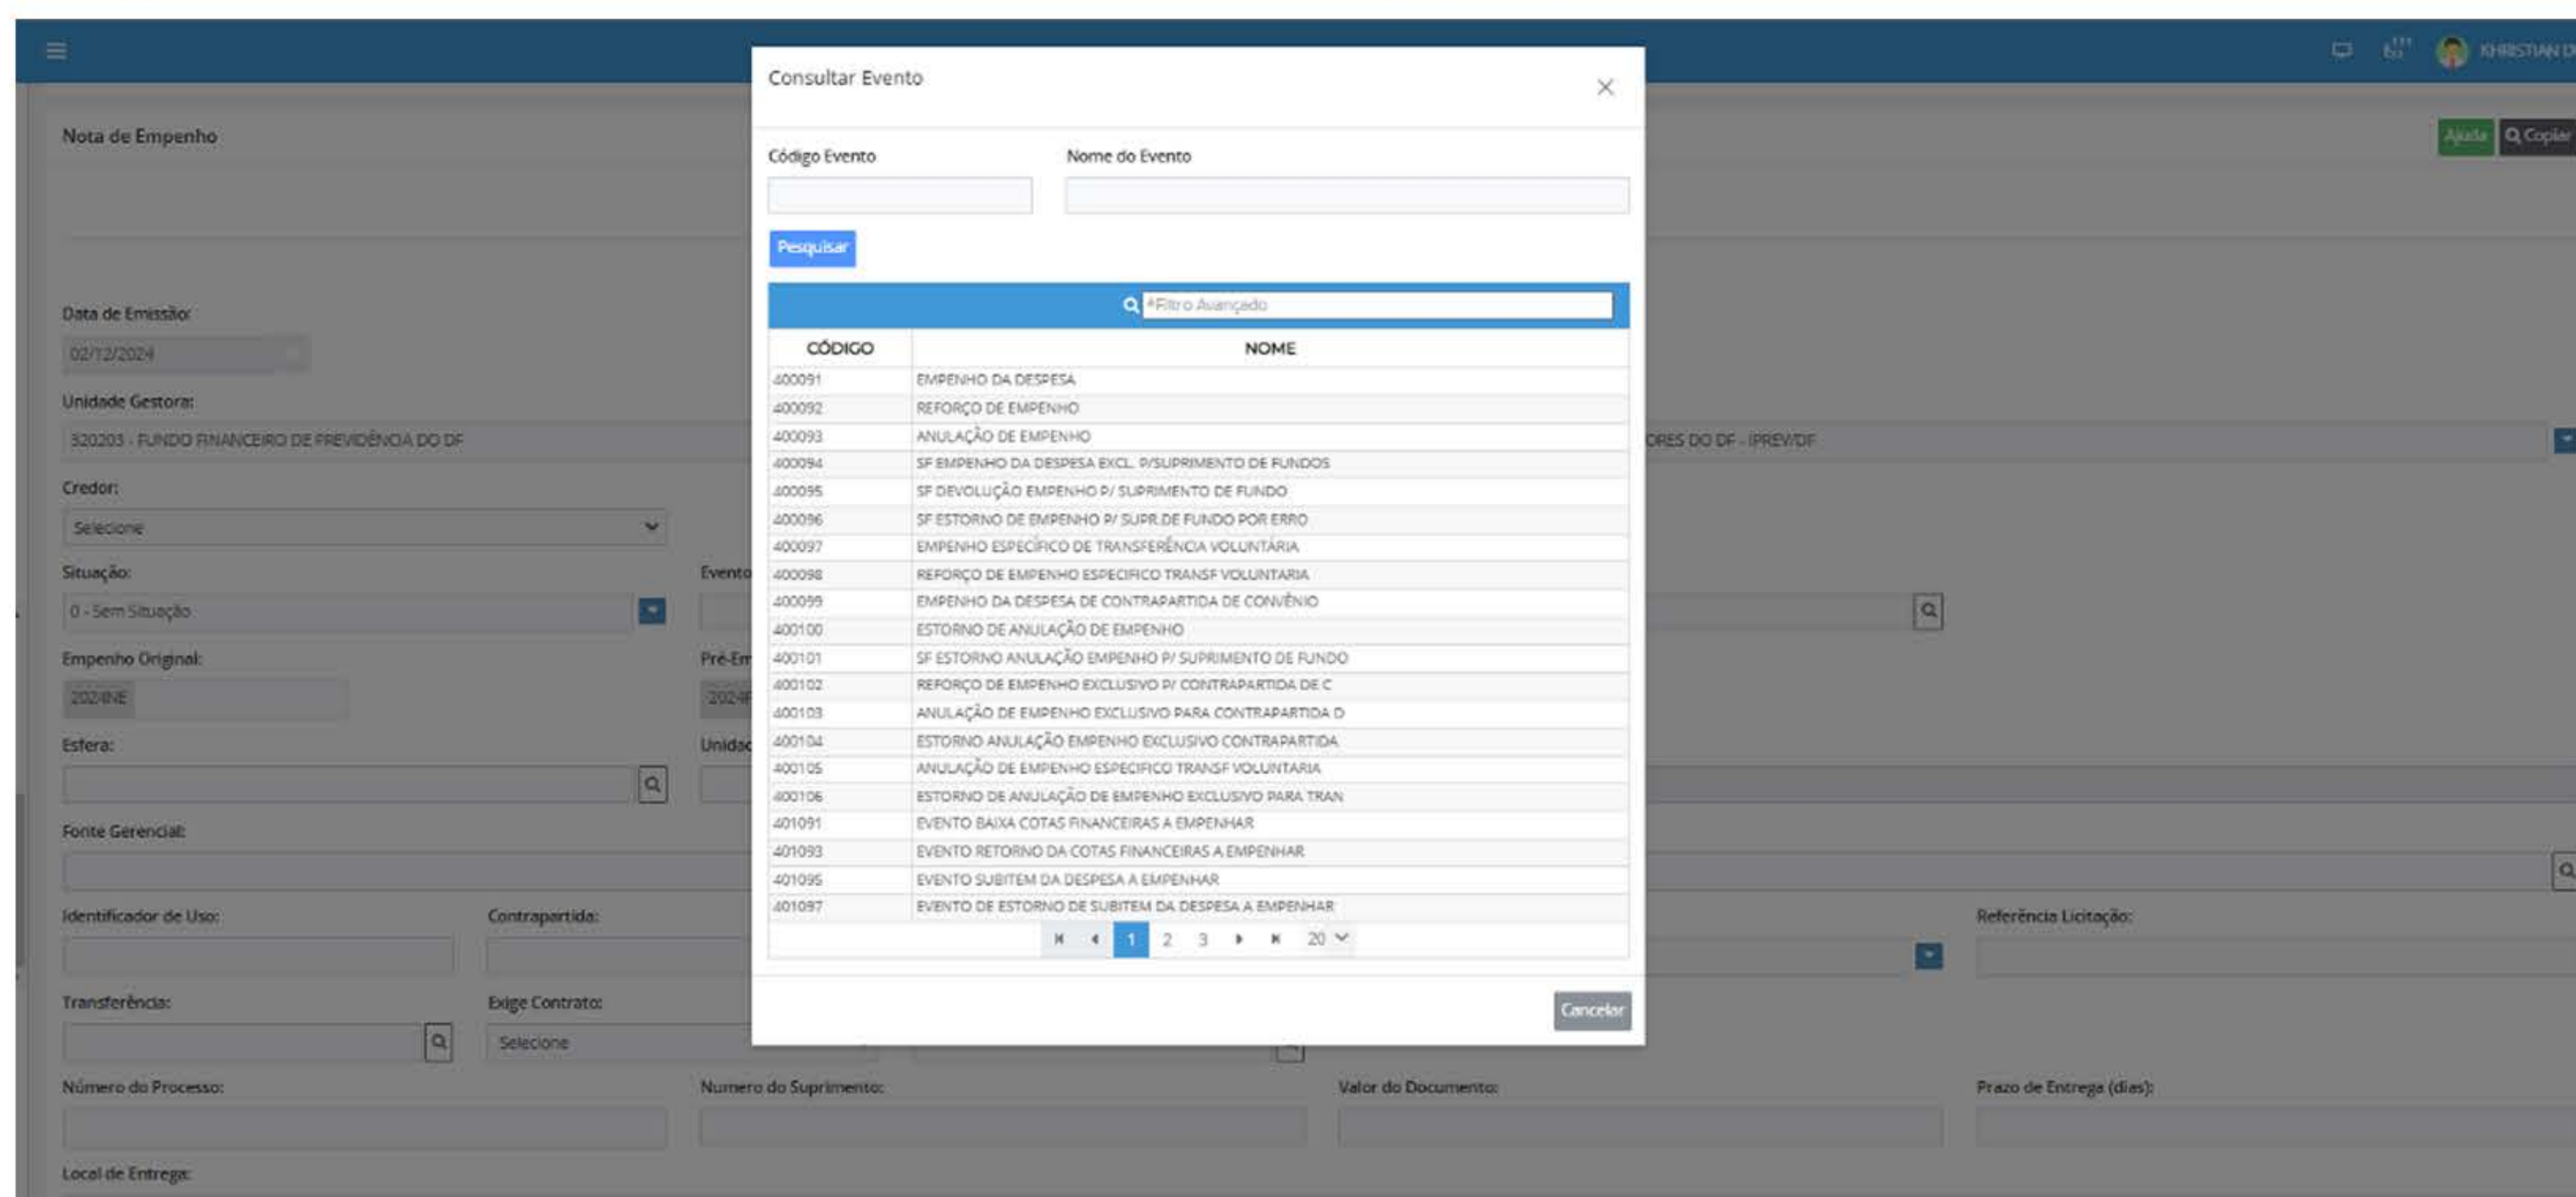 KHRISTIAN D
Consultar Evento
Nota de Empenho
Ajuda
Copiar
Código Evento
Nome do Evento
Pesquisar
*Filtro Avançado
Data de Emissão:
02/12/2024
CÓDIGO NOME
400091 EMPENHO DA DESPESA
400092 REFORÇO DE EMPENHO
400093 ANULAÇÃO DE EMPENHO
400094 SF EMPENHO DA DESPESA EXCL. P/SUPRIMENTO DE FUNDOS
400095 SF DEVOLUÇÃO EMPENHO P/ SUPRIMENTO DE FUNDO
400096 SF ESTORNO DE EMPENHO P/ SUPR.DE FUNDO POR ERRO
400097 EMPENHO ESPECÍFICO DE TRANSFERÊNCIA VOLUNTÁRIA
400098 REFORÇO DE EMPENHO ESPECIFICO TRANSF VOLUNTARIA
400099 EMPENHO DA DESPESA DE CONTRAPARTIDA DE CONVÊNIO
400100 ESTORNO DE ANULAÇÃO DE EMPENHO
400101 SF ESTORNO ANULAÇÃO EMPENHO P/ SUPRIMENTO DE FUNDO
400102 REFORÇO DE EMPENHO EXCLUSIVO P/ CONTRAPARTIDA DE C
400103 ANULAÇÃO DE EMPENHO EXCLUSIVO PARA CONTRAPARTIDA D
400104 ESTORNO ANULAÇÃO EMPENHO EXCLUSIVO CONTRAPARTIDA
400105 ANULAÇÃO DE EMPENHO ESPECIFICO TRANSF VOLUNTARIA
400106 ESTORNO DE ANULAÇÃO DE EMPENHO EXCLUSIVO PARA TRAN
401091 EVENTO BAIXA COTAS FINANCEIRAS A EMPENHAR
401093 EVENTO RETORNO DA COTAS FINANCEIRAS A EMPENHAR
401095 EVENTO SUBITEM DA DESPESA A EMPENHAR
401097 EVENTO DE ESTORNO DE SUBITEM DA DESPESA A EMPENHAR
1 2 3 20
Cancelar
Unidade Gestora:
320203 - FUNDO FINANCEIRO DE PREVIDÊNCIA DO DF
ORES DO DF - IPREV/DF
Credor:
Selecione
Situação:
Evento
0 - Sem Situação
Empenho Original:
Pré-Em
2024NE
2024P
Esfera:
Unidad
Fonte Gerencial:
Identificador de Uso:
Contrapartida:
Referência Licitação:
Transferência:
Exige Contrato:
Selecione
Número do Processo:
Numero do Suprimento:
Valor do Documento:
Prazo de Entrega (dias):
Local de Entrega: